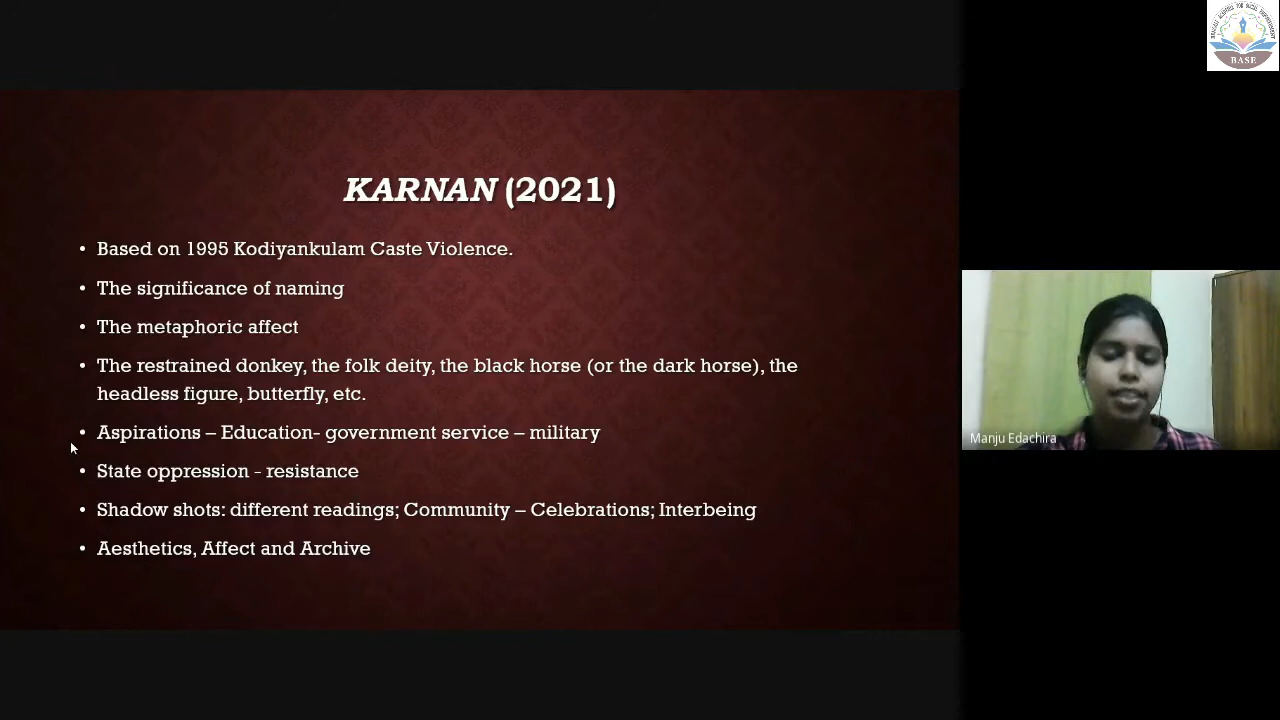 KARNAN (2021)
• Based on 1995 Kodiyankulam Caste Violence.
• The significance of naming
• The metaphoric affect
• The restrained donkey, the folk deity, the black horse (or the dark horse), the
headless figure, butterfly, etc.
• Aspirations – Education- government service – military
• State oppression - resistance
• Shadow shots: different readings; Community – Celebrations; Interbeing
• Aesthetics, Affect and Archive
Manju Edachira
BASE